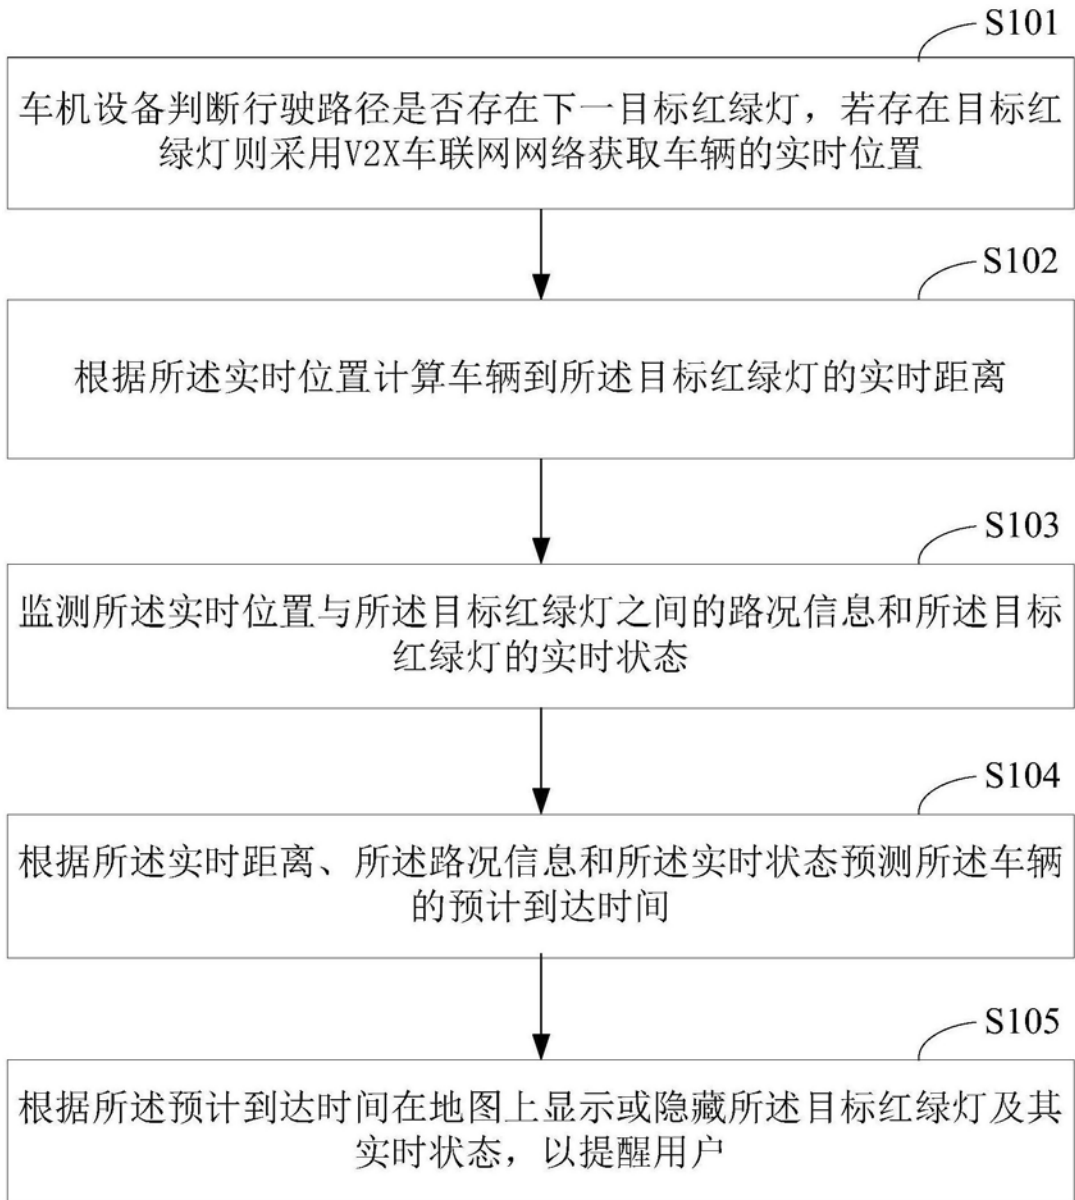 S101
车机设备判断行驶路径是否存在下一目标红绿灯，若存在目标红
绿灯则采用V2X车联网网络获取车辆的实时位置
S102
根据所述实时位置计算车辆到所述目标红绿灯的实时距离
S103
监测所述实时位置与所述目标红绿灯之间的路况信息和所述目标
红绿灯的实时状态
S104
根据所述实时距离、所述路况信息和所述实时状态预测所述车辆
的预计到达时间
S105
根据所述预计到达时间在地图上显示或隐藏所述目标红绿灯及其
实时状态，以提醒用户